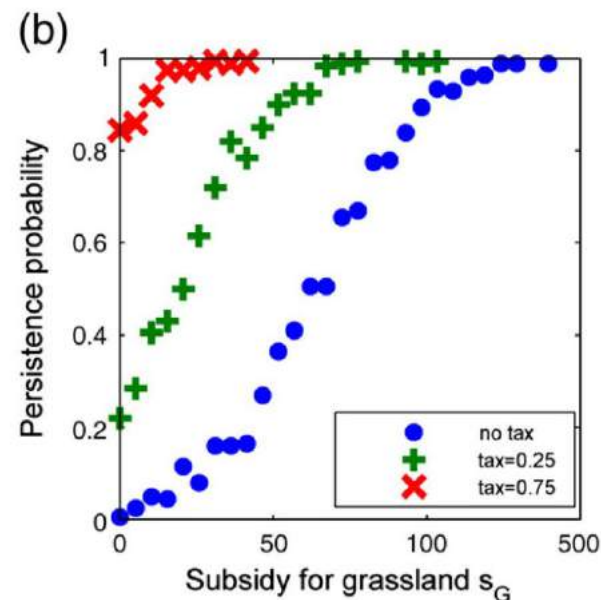 (b)
1
0.8
0.6
0.4
0.2
0
Persistence probability
no tax
tax=0.25
tax=0.75
0 50 100 500
Subsidy for grassland s_G